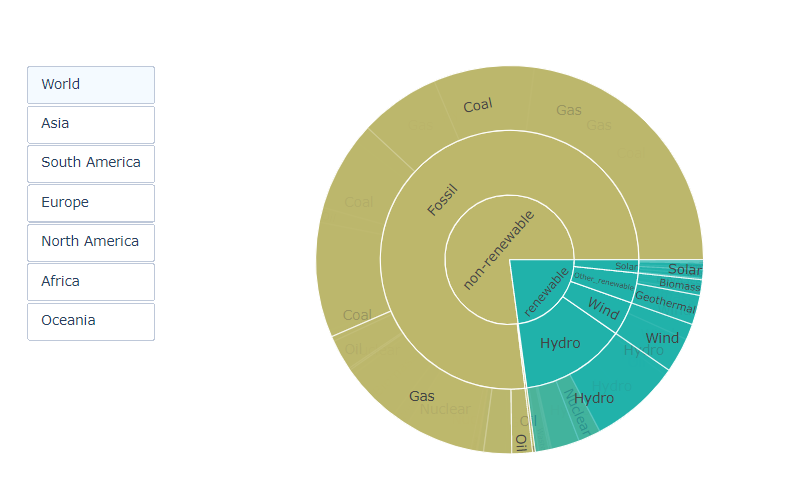 World
Asia
South America
Europe
North America
Africa
Oceania
Coal
Gas
Gas
Fossil
Coal
non-renewable
Solar
Solar
Other_renewable
Biomass
renewable
Geothermal
Wind
Coal
Wind
Hydro
Hydro
Oil
Hydro
Gas
Hydro
Nuclear
Nuclear
Oil
Oil